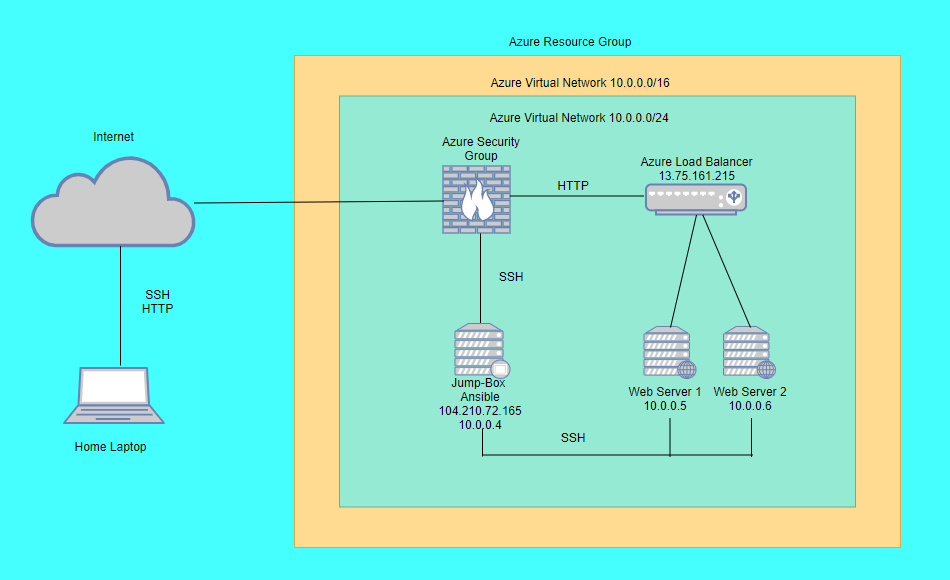 Azure Resource Group
Azure Virtual Network 10.0.0.0/16
Azure Virtual Network 10.0.0.0/24
Internet
Azure Security
Group
HTTP
Azure Load Balancer
13.75.161.215
SSH
SSH
HTTP
Jump-Box
Ansible
104.210.72.165
10.0.0.4
Web Server 1
10.0.0.5
Web Server 2
10.0.0.6
SSH
Home Laptop